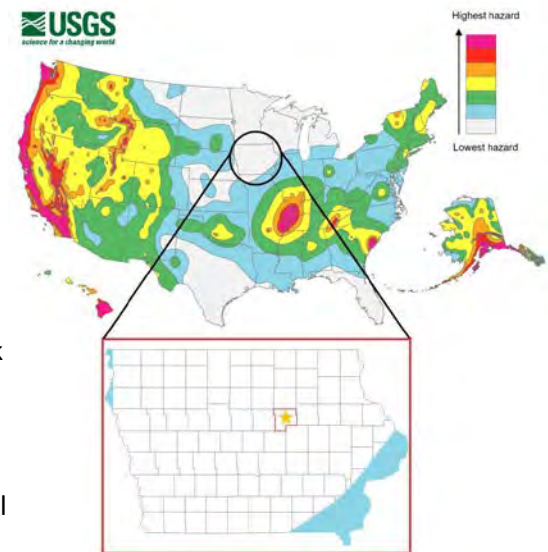 USGS
science for a changing world
Highest hazard
Lowest hazard
k
l